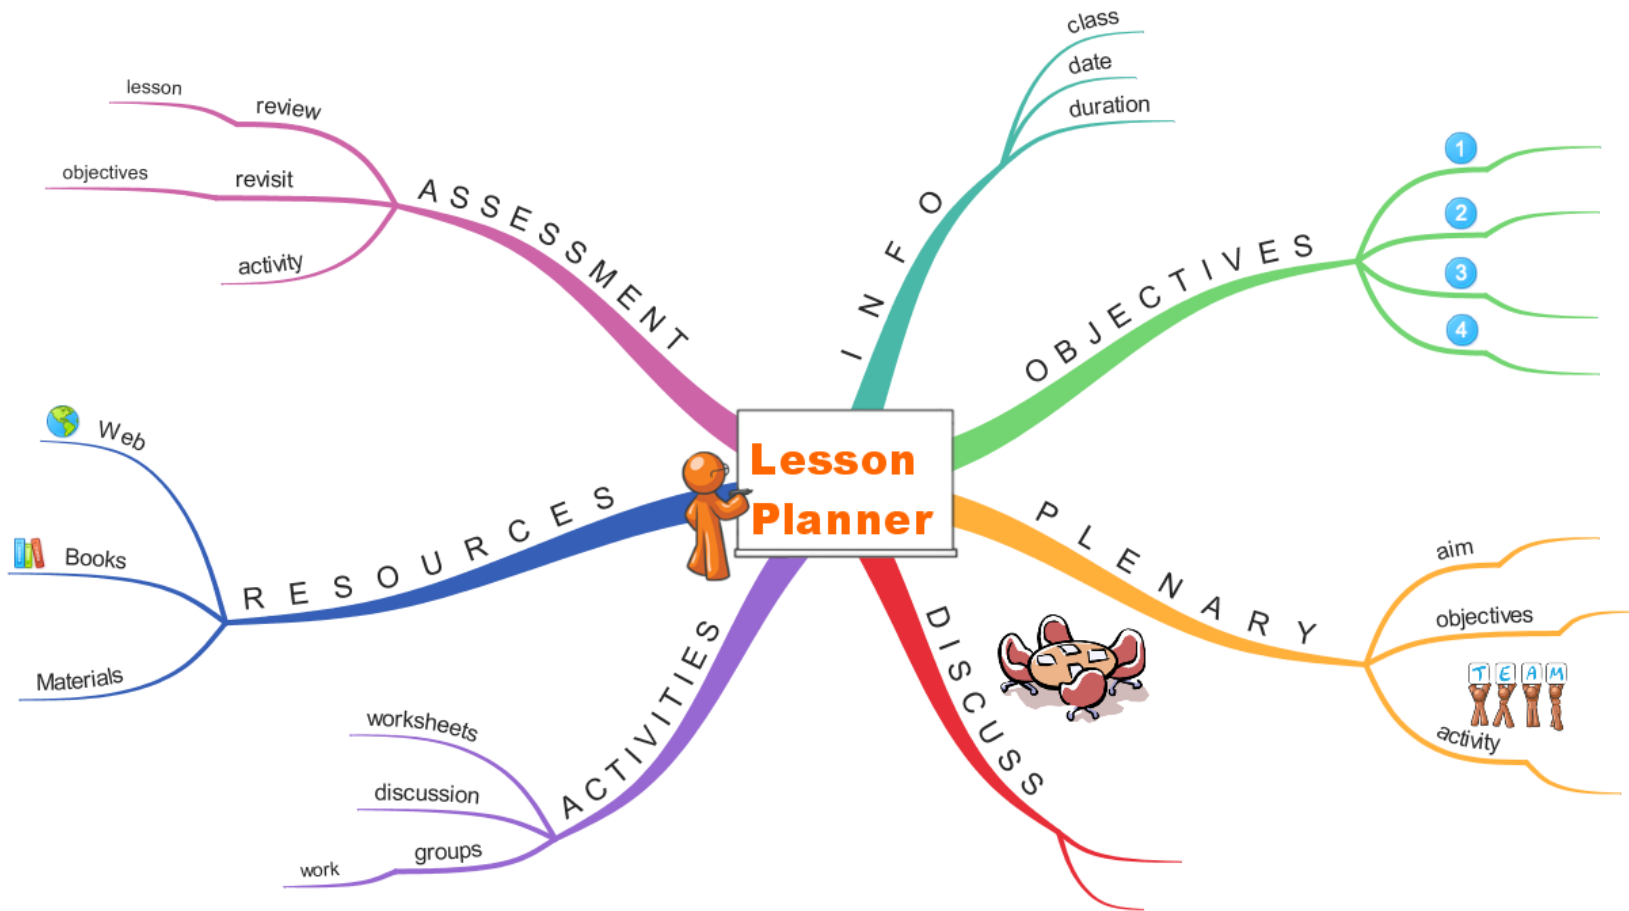 Lesson
Planner
INFO
class
date
duration
OBJECTIVES
1
2
3
4
PLENARY
aim
objectives
TEAM
activity
DISCUSS
ACTIVITIES
worksheets
discussion
groups
work
RESOURCES
Web
Books
Materials
ASSESSMENT
review
lesson
revisit
objectives
activity